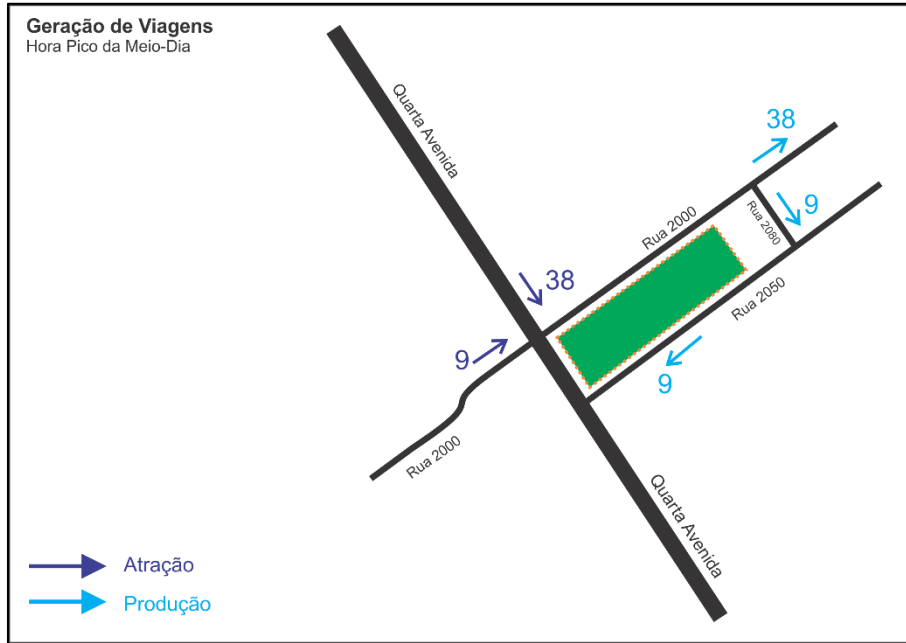 Geração de Viagens
Hora Pico da Meio-Dia
Quarta Avenida
38
9
Rua 2000
Rua 2080
Rua 2050
38
9
9
Rua 2000
Quarta Avenida
Atração
Produção